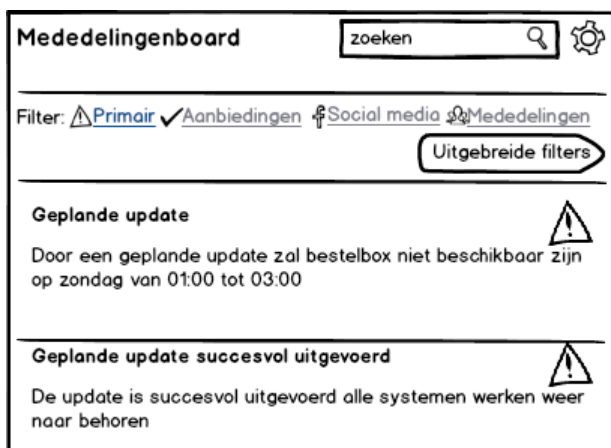 Mededelingenboard
zoeken
Filter: Primair Aanbiedingen Social media Mededelingen
Uitgebreide filters
Geplande update
Door een geplande update zal bestelbox niet beschikbaar zijn
op zondag van 01:00 tot 03:00
Geplande update succesvol uitgevoerd
De update is succesvol uitgevoerd alle systemen werken weer
naar behoren